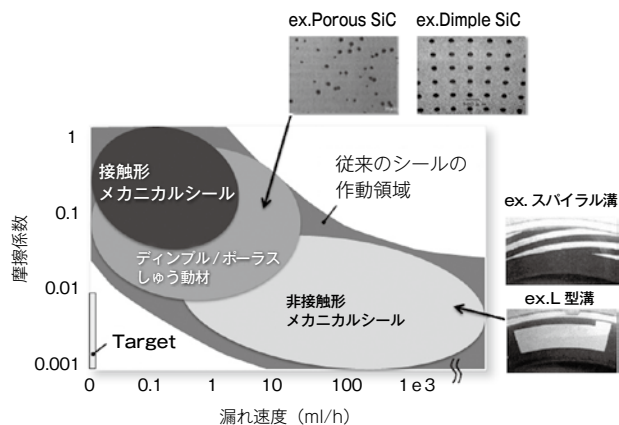 ex.Porous SiC
ex.Dimple SiC
1
0.1
0.01
0.001
摩擦係数
接触形
メカニカルシール
ディンプル/ポーラス
しゅう動材
従来のシールの
作動領域
非接触形
メカニカルシール
Target
ex. スパイラル溝
ex.L 型溝
0
0.1
1
10
100
1e3
漏れ速度（ml/h）